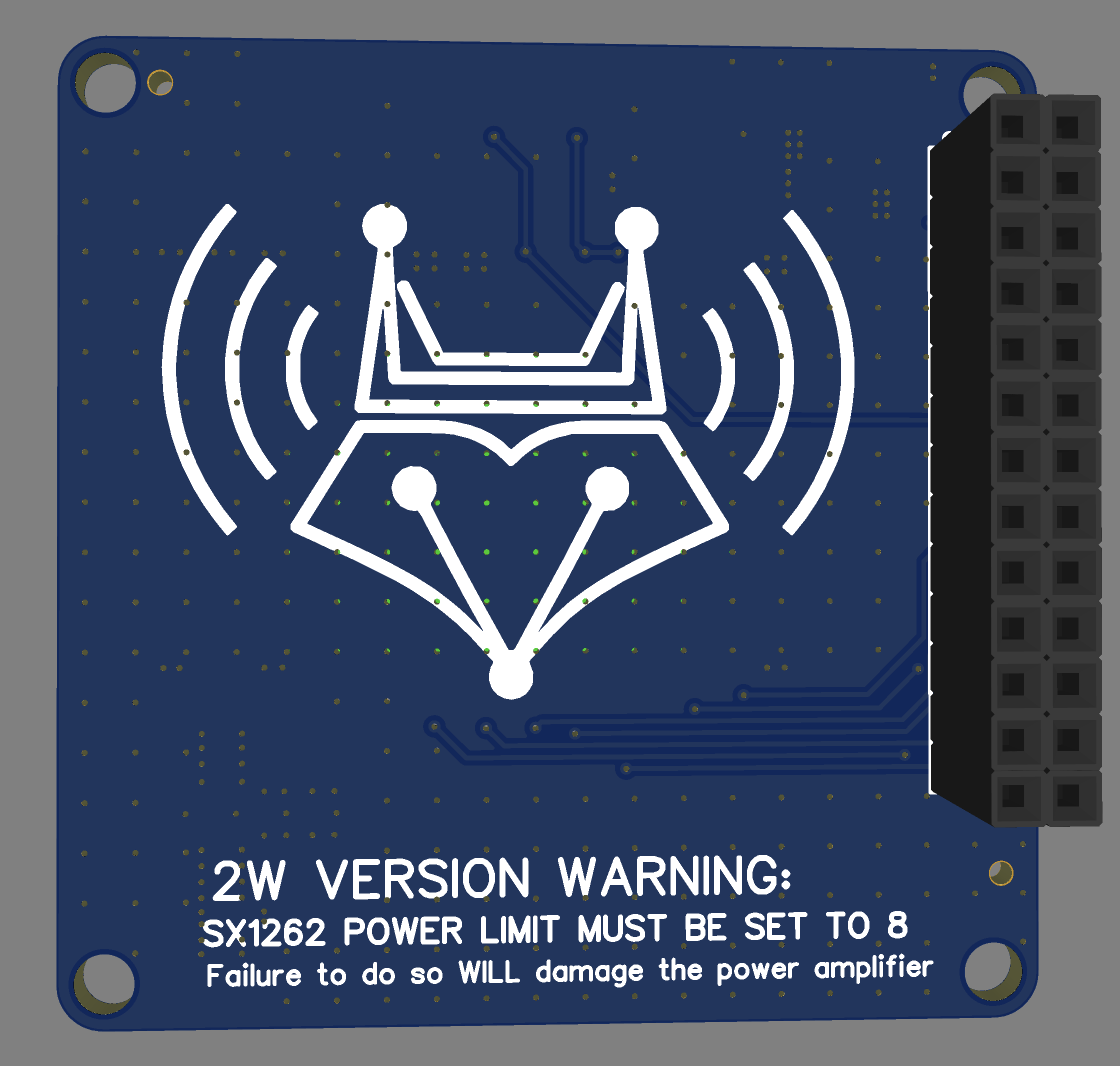 2W VERSION WARNING:
SX1262 POWER LIMIT MUST BE SET TO 8
Failure to do so WILL damage the power amplifier